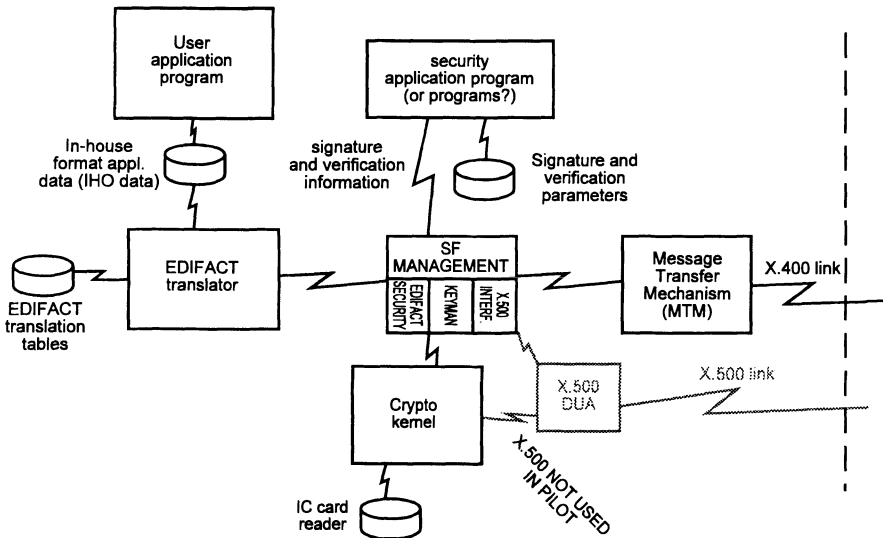 User
application
program
security
application program
(or programs?)
In-house
format appl.
data (IHO data)
signature
and verification
information
Signature and
verification
parameters
EDIFACT
translation
tables
EDIFACT
translator
SF
MANAGEMENT
EDIFACT
SECURITY
KEYMAN
X.500
INTERF.
Message
Transfer
Mechanism
(MTM)
X.400 link
Crypto
kernel
X.500
DUA
X.500 link
X.500 NOT USED
IN PILOT
IC card
reader